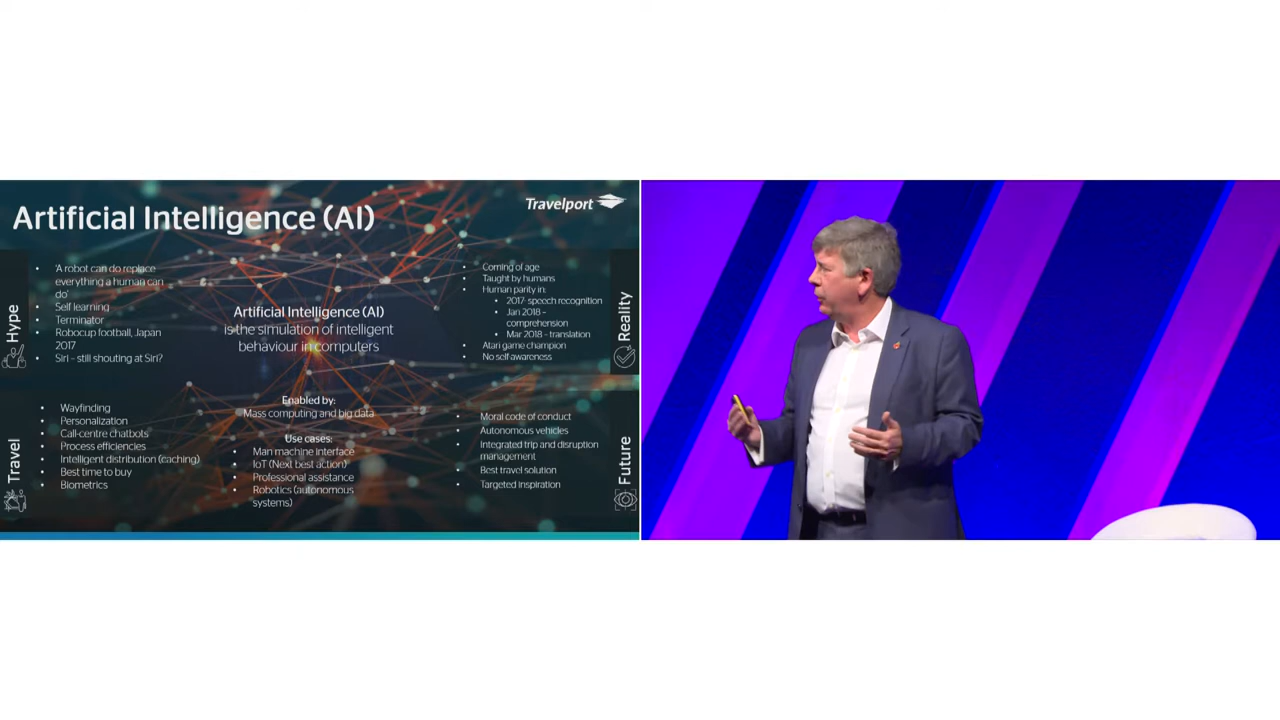 Artificial Intelligence (AI)
Travelport
Hype
• 'A robot can do replace
everything a human can
do'
• Self learning
• Terminator
• Robocup football, Japan
2017
• Siri – still shouting at Siri?
Artificial Intelligence (AI)
is the simulation of intelligent
behaviour in computers
• Coming of age
• Taught by humans
• Human parity in:
• 2017- speech recognition
• Jan 2018 –
comprehension
• Mar 2018 – translation
• Atari game champion
• No self-awareness
Reality
Travel
• Wayfinding
• Personalization
• Call-centre chatbots
• Process efficiencies
• Intelligent distribution (caching)
• Best time to buy
• Biometrics
Enabled by:
Mass computing and big data
Use cases:
• Man machine interface
• IoT (Next best action)
• Professional assistance
• Robotics (autonomous
systems)
• Moral code of conduct
• Autonomous vehicles
• Integrated trip and disruption
management
• Best travel solution
• Targeted inspiration
Future